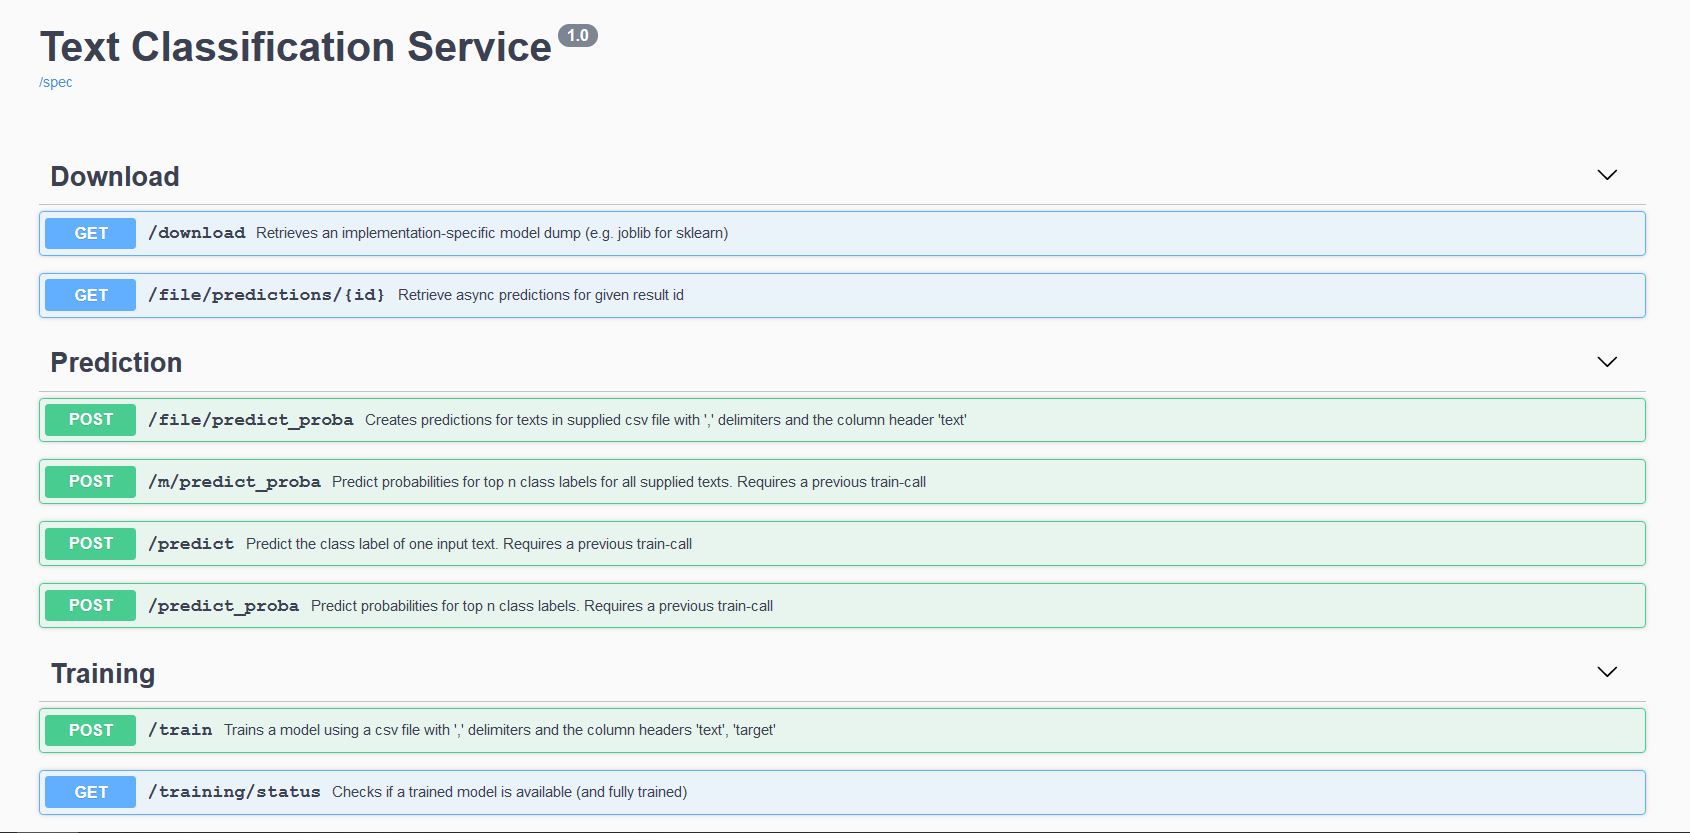 Text Classification Service 1.0
/spec
Download
GET /download Retrieves an implementation-specific model dump (e.g. joblib for sklearn)
GET /file/predictions/{id} Retrieve async predictions for given result id
Prediction
POST /file/predict_proba Creates predictions for texts in supplied csv file with ',' delimiters and the column header 'text'
POST /m/predict_proba Predict probabilities for top n class labels for all supplied texts. Requires a previous train-call
POST /predict Predict the class label of one input text. Requires a previous train-call
POST /predict_proba Predict probabilities for top n class labels. Requires a previous train-call
Training
POST /train Trains a model using a csv file with ',' delimiters and the column headers 'text', 'target'
GET /training/status Checks if a trained model is available (and fully trained)